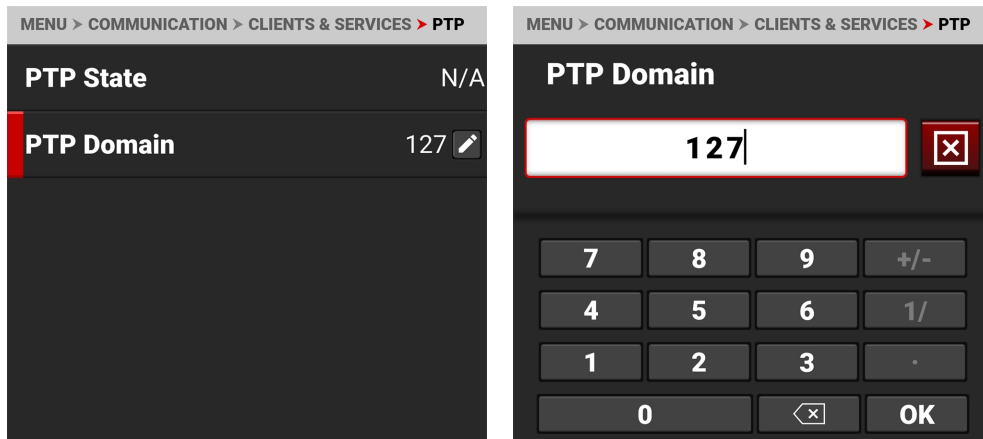 MENU > COMMUNICATION > CLIENTS & SERVICES > PTP
PTP State N/A
PTP Domain 127
MENU > COMMUNICATION > CLIENTS & SERVICES > PTP
PTP Domain
127
7 8 9 +/-
4 5 6 1/
1 2 3 ·
0 OK